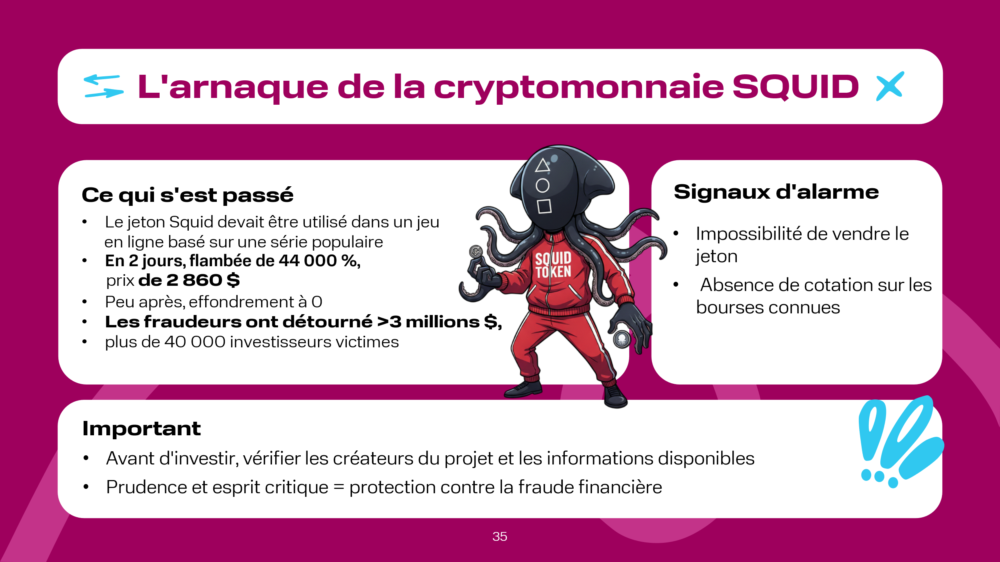 L'arnaque de la cryptomonnaie SQUID
Ce qui s'est passé
• Le jeton Squid devait être utilisé dans un jeu
en ligne basé sur une série populaire
• En 2 jours, flambée de 44 000 %,
prix de 2 860 $
• Peu après, effondrement à 0
• Les fraudeurs ont détourné >3 millions $,
• plus de 40 000 investisseurs victimes
SQUID
TOKEN
Signaux d'alarme
• Impossibilité de vendre le
jeton
• Absence de cotation sur les
bourses connues
Important
• Avant d'investir, vérifier les créateurs du projet et les informations disponibles
• Prudence et esprit critique = protection contre la fraude financière
35